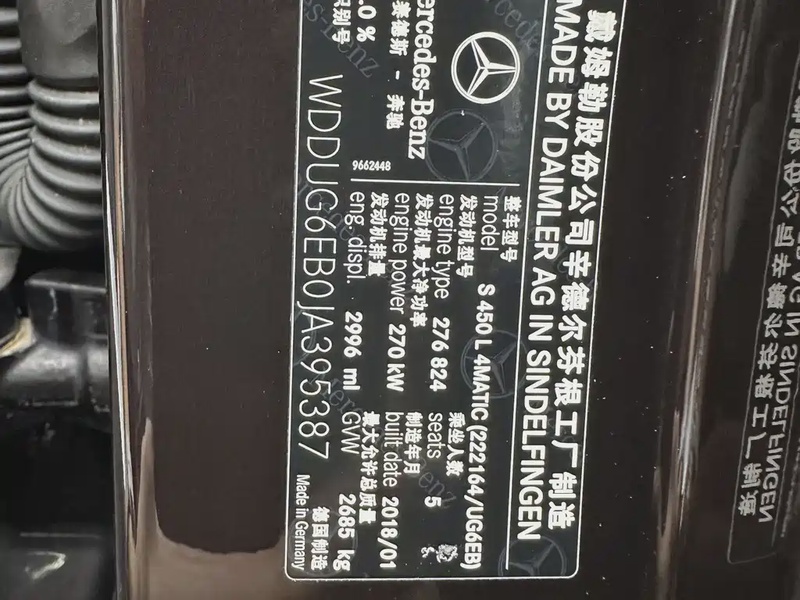 戴姆勒股份公司辛德尔芬根工厂制造
MADE BY DAIMLER AG IN SINDELFINGEN
整车型号
model S 450 L 4MATIC (222164/UG6EB)
发动机型号 乘坐人数
engine type 276 824 seats 5
发动机最大净功率 制造年月
engine power 270 kW built date 2018/01
发动机排量 最大允许总质量
eng. displ. 2996 ml GVW 2685 kg
Mercedes-Benz
梅赛德斯 - 奔驰
9662448
.0 %
识别号
WDDUG6EB0JA395387
德国制造
Made in Germany